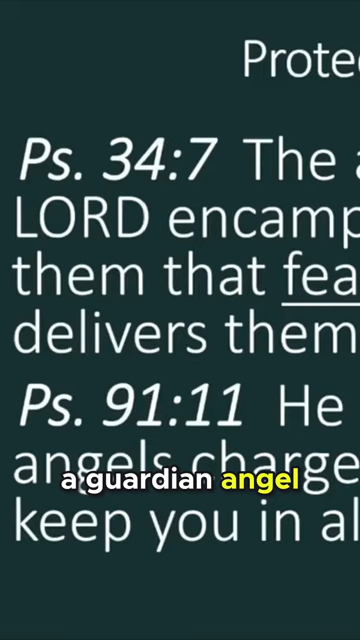 Prote
Ps. 34:7 The a
LORD encamp
them that fea
delivers them
Ps. 91:11 He
angels charge
a guardian angel
keep you in al